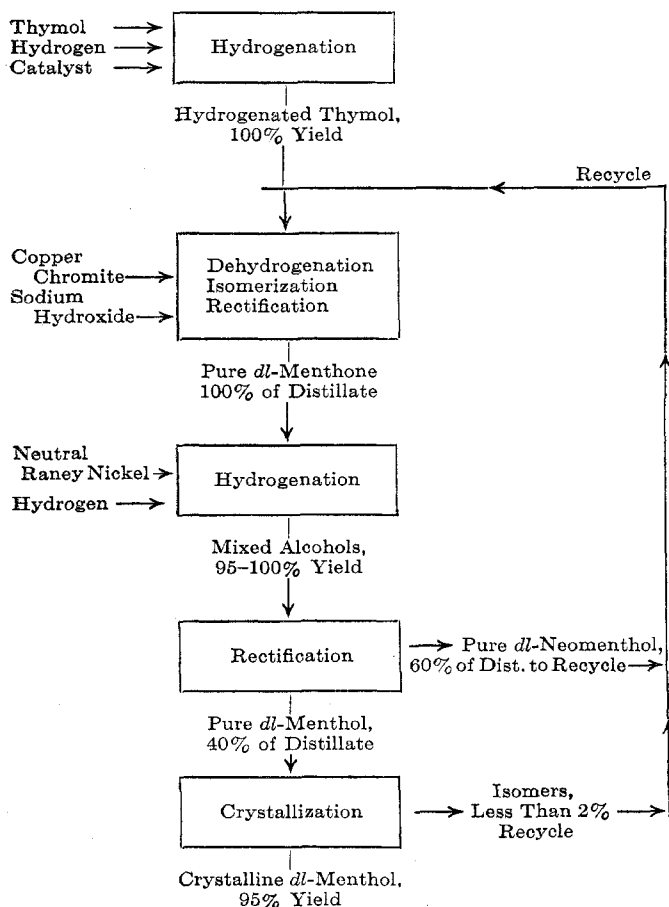 Thymol
Hydrogen
Catalyst
Hydrogenation
Hydrogenated Thymol,
100% Yield
Recycle
Copper
Chromite
Sodium
Hydroxide
Dehydrogenation
Isomerization
Rectification
Pure dl-Menthone
100% of Distillate
Neutral
Raney Nickel
Hydrogen
Hydrogenation
Mixed Alcohols,
95–100% Yield
Rectification
Pure dl-Neomenthol,
60% of Dist. to Recycle
Pure dl-Menthol,
40% of Distillate
Crystallization
Isomers,
Less Than 2%
Recycle
Crystalline dl-Menthol,
95% Yield